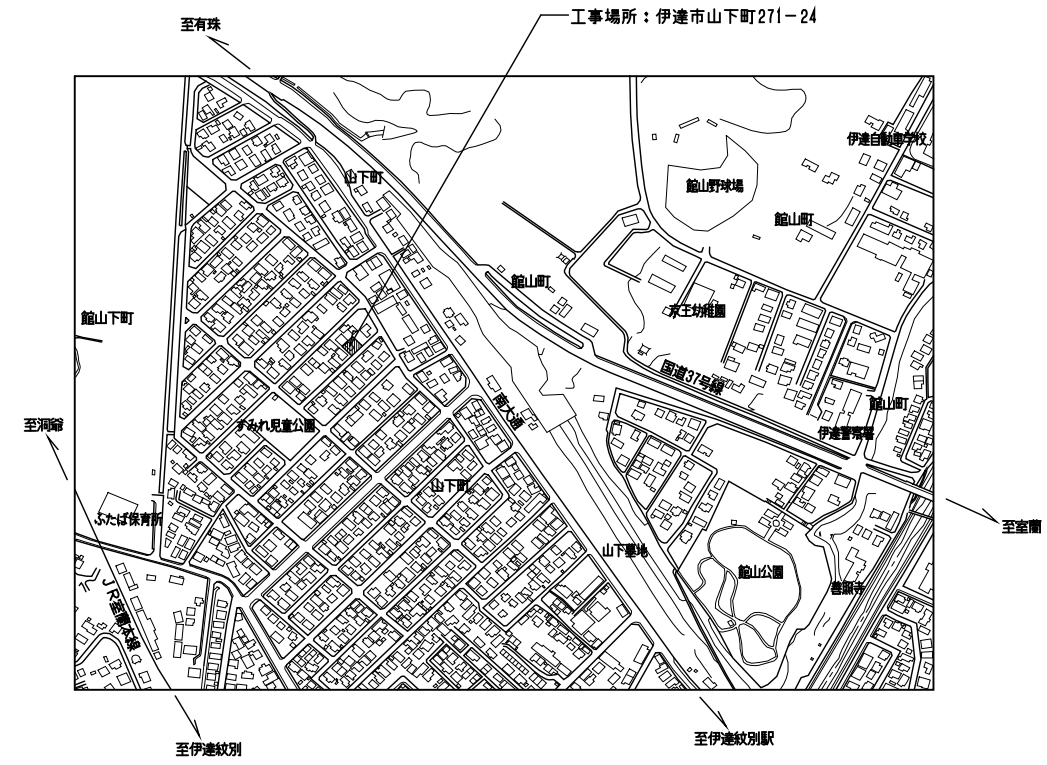 工事場所：伊達市山下町271－24
至有珠
伊達自動車学校
山下町
館山野球場
館山町
館山町
京王幼稚園
館山下町
国道37号線
館山町
南大通
至洞爺
すみれ児童公園
伊達警察署
山下町
ふたば保育所
至室蘭
山下墓地
館山公園
善照寺
JR室蘭本線
至伊達紋別駅
至伊達紋別